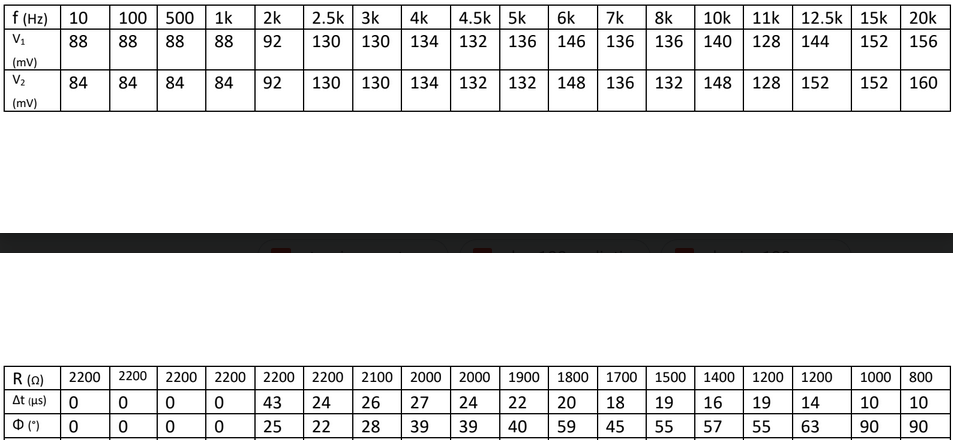 f (Hz) 10 100 500 1k 2k 2.5k 3k 4k 4.5k 5k 6k 7k 8k 10k 11k 12.5k 15k 20k
V₁ (mV) 88 88 88 88 92 130 130 134 132 136 146 136 136 140 128 144 152 156
V₂ (mV) 84 84 84 84 92 130 130 134 132 132 148 136 132 148 128 152 152 160
R (Ω) 2200 2200 2200 2200 2200 2200 2100 2000 2000 1900 1800 1700 1500 1400 1200 1200 1000 800
Δt (μs) 0 0 0 0 43 24 26 27 24 22 20 18 19 16 19 14 10 10
Φ (°) 0 0 0 0 25 22 28 39 39 40 59 45 55 57 55 63 90 90